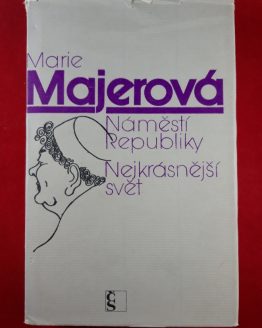 Marie
Majerová
Náměstí
Republiky
Nejkrásnější
svět
ČS